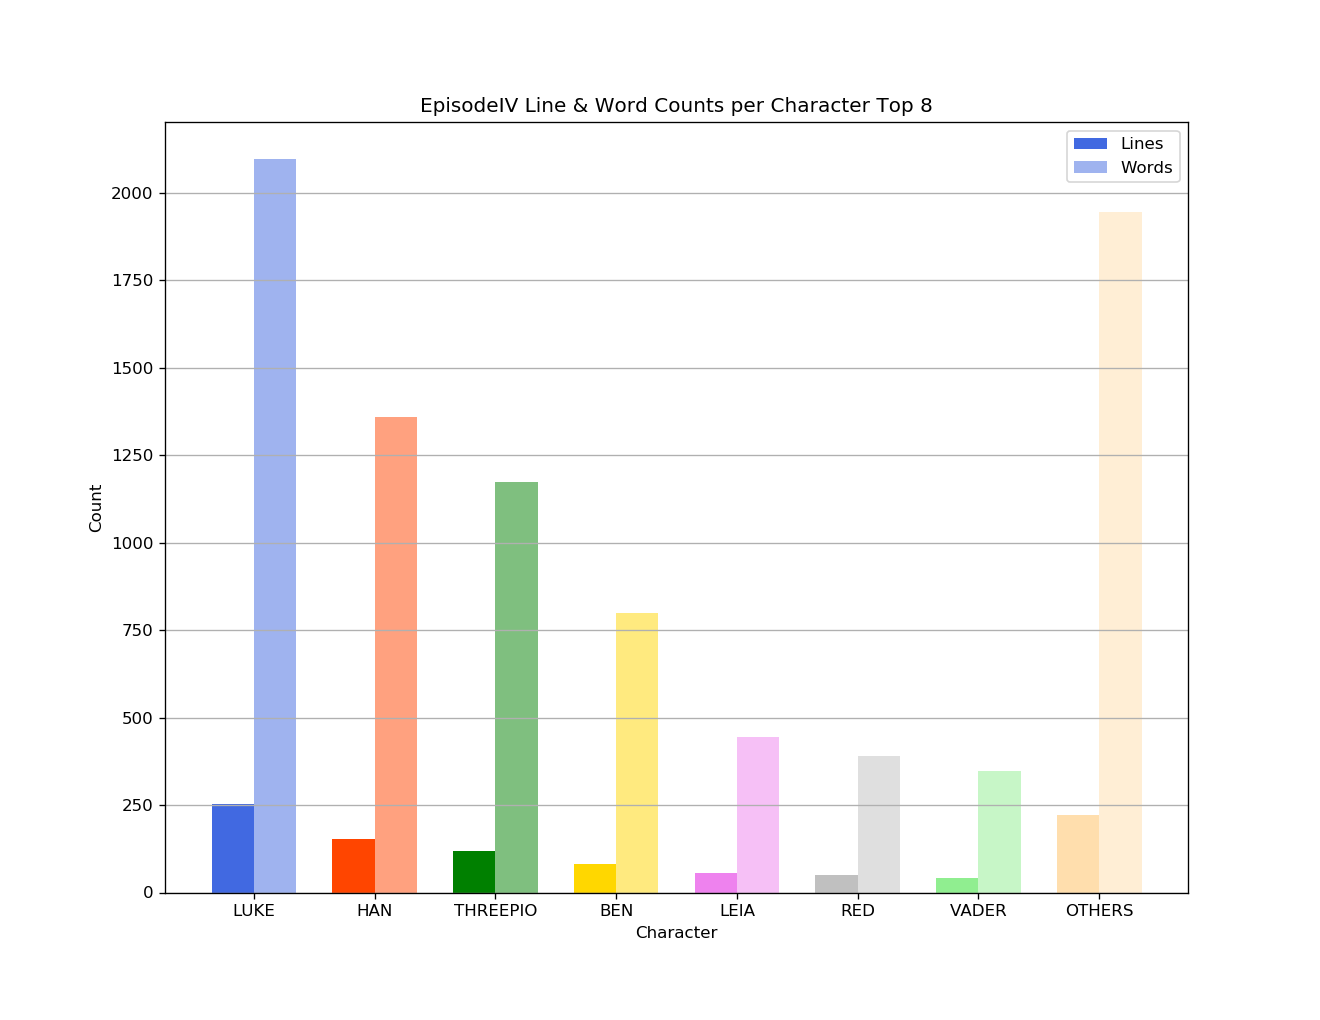 EpisodeIV Line & Word Counts per Character Top 8
Lines
Words
2000
1750
1500
1250
1000
750
500
250
0
Count
LUKE HAN THREEPIO BEN LEIA RED VADER OTHERS
Character